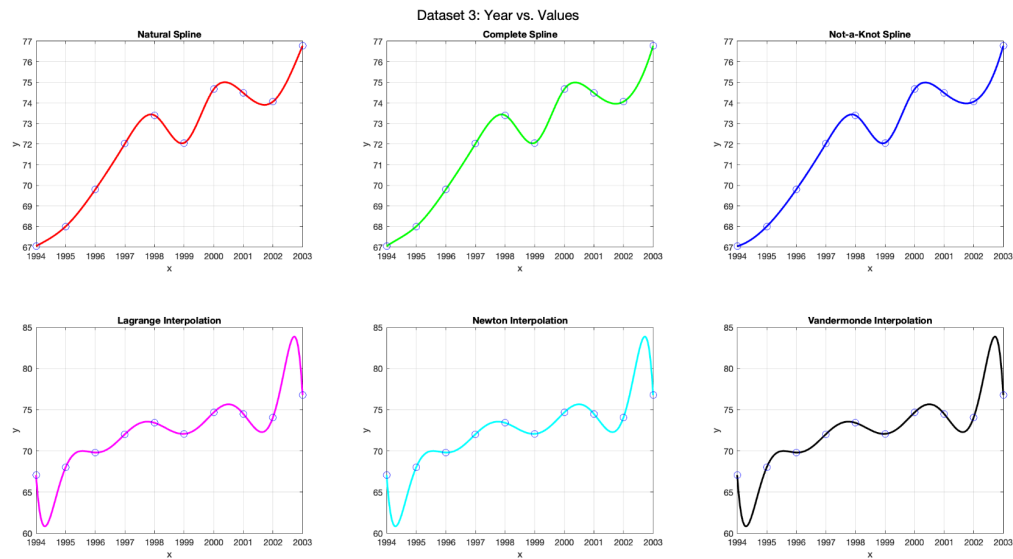 Dataset 3: Year vs. Values
Natural Spline
77
76
75
74
73
72
71
70
69
68
67
y
1994 1995 1996 1997 1998 1999 2000 2001 2002 2003
x
Complete Spline
77
76
75
74
73
72
71
70
69
68
67
y
1994 1995 1996 1997 1998 1999 2000 2001 2002 2003
x
Not-a-Knot Spline
77
76
75
74
73
72
71
70
69
68
67
y
1994 1995 1996 1997 1998 1999 2000 2001 2002 2003
x
Lagrange Interpolation
85
80
75
70
65
60
y
1994 1995 1996 1997 1998 1999 2000 2001 2002 2003
x
Newton Interpolation
85
80
75
70
65
60
y
1994 1995 1996 1997 1998 1999 2000 2001 2002 2003
x
Vandermonde Interpolation
85
80
75
70
65
60
y
1994 1995 1996 1997 1998 1999 2000 2001 2002 2003
x